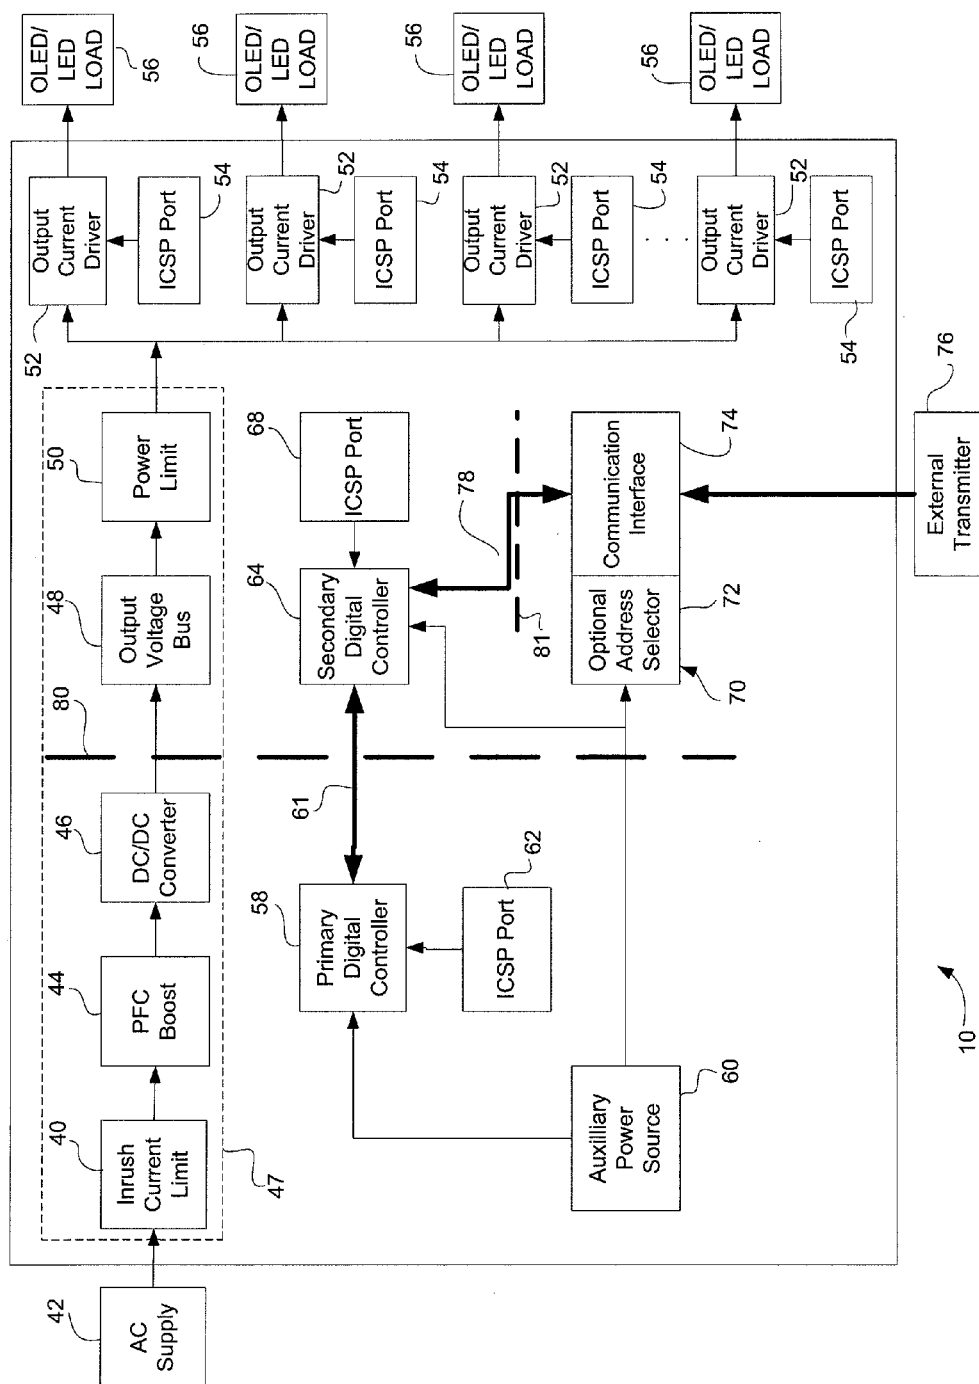 42
AC
Supply
40
Inrush
Current
Limit
44
PFC
Boost
46
DC/DC
Converter
47
80
48
Output
Voltage
Bus
50
Power
Limit
52
Output
Current
Driver
ICSP Port
54
OLED/
LED
LOAD
56
Output
Current
Driver
52
ICSP Port
54
OLED/
LED
LOAD
56
Output
Current
Driver
52
ICSP Port
54
OLED/
LED
LOAD
56
. . . .
Output
Current
Driver
52
ICSP Port
54
OLED/
LED
LOAD
56
58
Primary
Digital
Controller
62
ICSP Port
61
64
Secondary
Digital
Controller
68
ICSP Port
78
81
Auxilliary
Power
Source
60
Optional
Address
Selector
72
70
Communication
Interface
74
External
Transmitter
76
10